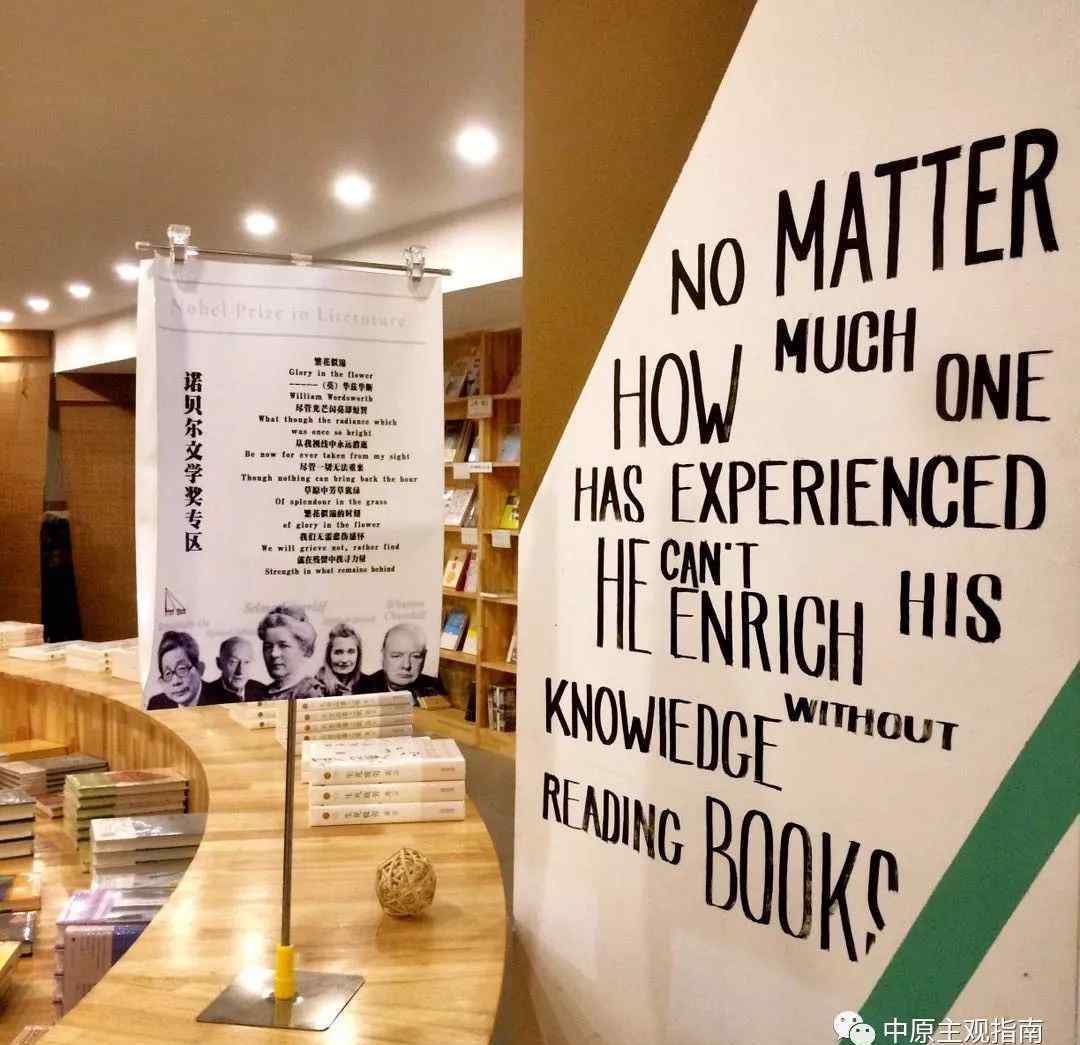 Nobel Prize in Literature
诺贝尔文学奖专区
繁花似锦
Glory in the flower
-----（英）华兹华斯
William Wordsworth
尽管光芒闪亮却短暂
What though the radiance which
was once so bright
从我视线中永远消逝
Be now for ever taken from my sight
尽管一切无法重来
Though nothing can bring back the hour
草原中芳草犹绿
Of splendour in the grass
繁花似锦的时刻
of glory in the flower
我们无需悲伤感怀
We will grieve not, rather find
就在残留中找寻力量
Strength in what remains behind
Selma Lagerlöf
Winston
Churchill
NO MATTER
HOW MUCH ONE
HAS EXPERIENCED
HE CAN'T ENRICH HIS
KNOWlEDGE WITHOUT
READING BOOKS
中原主观指南